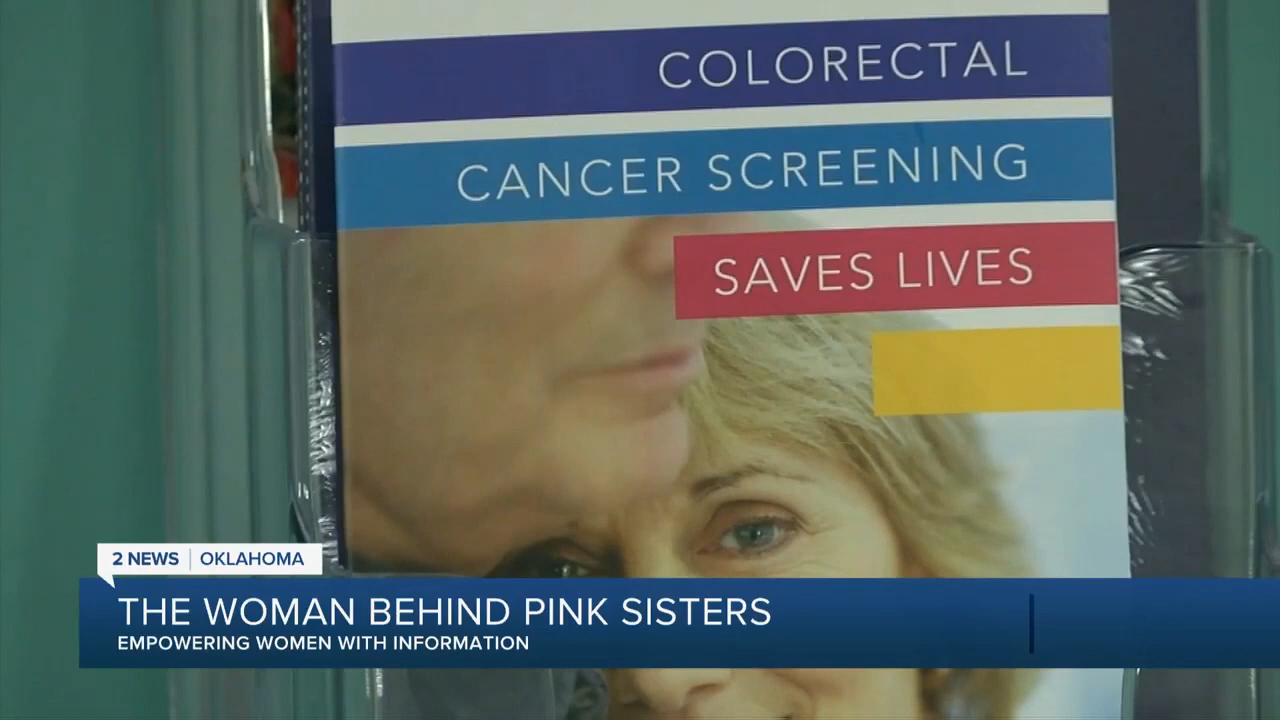 COLORECTAL
CANCER SCREENING
SAVES LIVES
2 NEWS | OKLAHOMA
THE WOMAN BEHIND PINK SISTERS
EMPOWERING WOMEN WITH INFORMATION